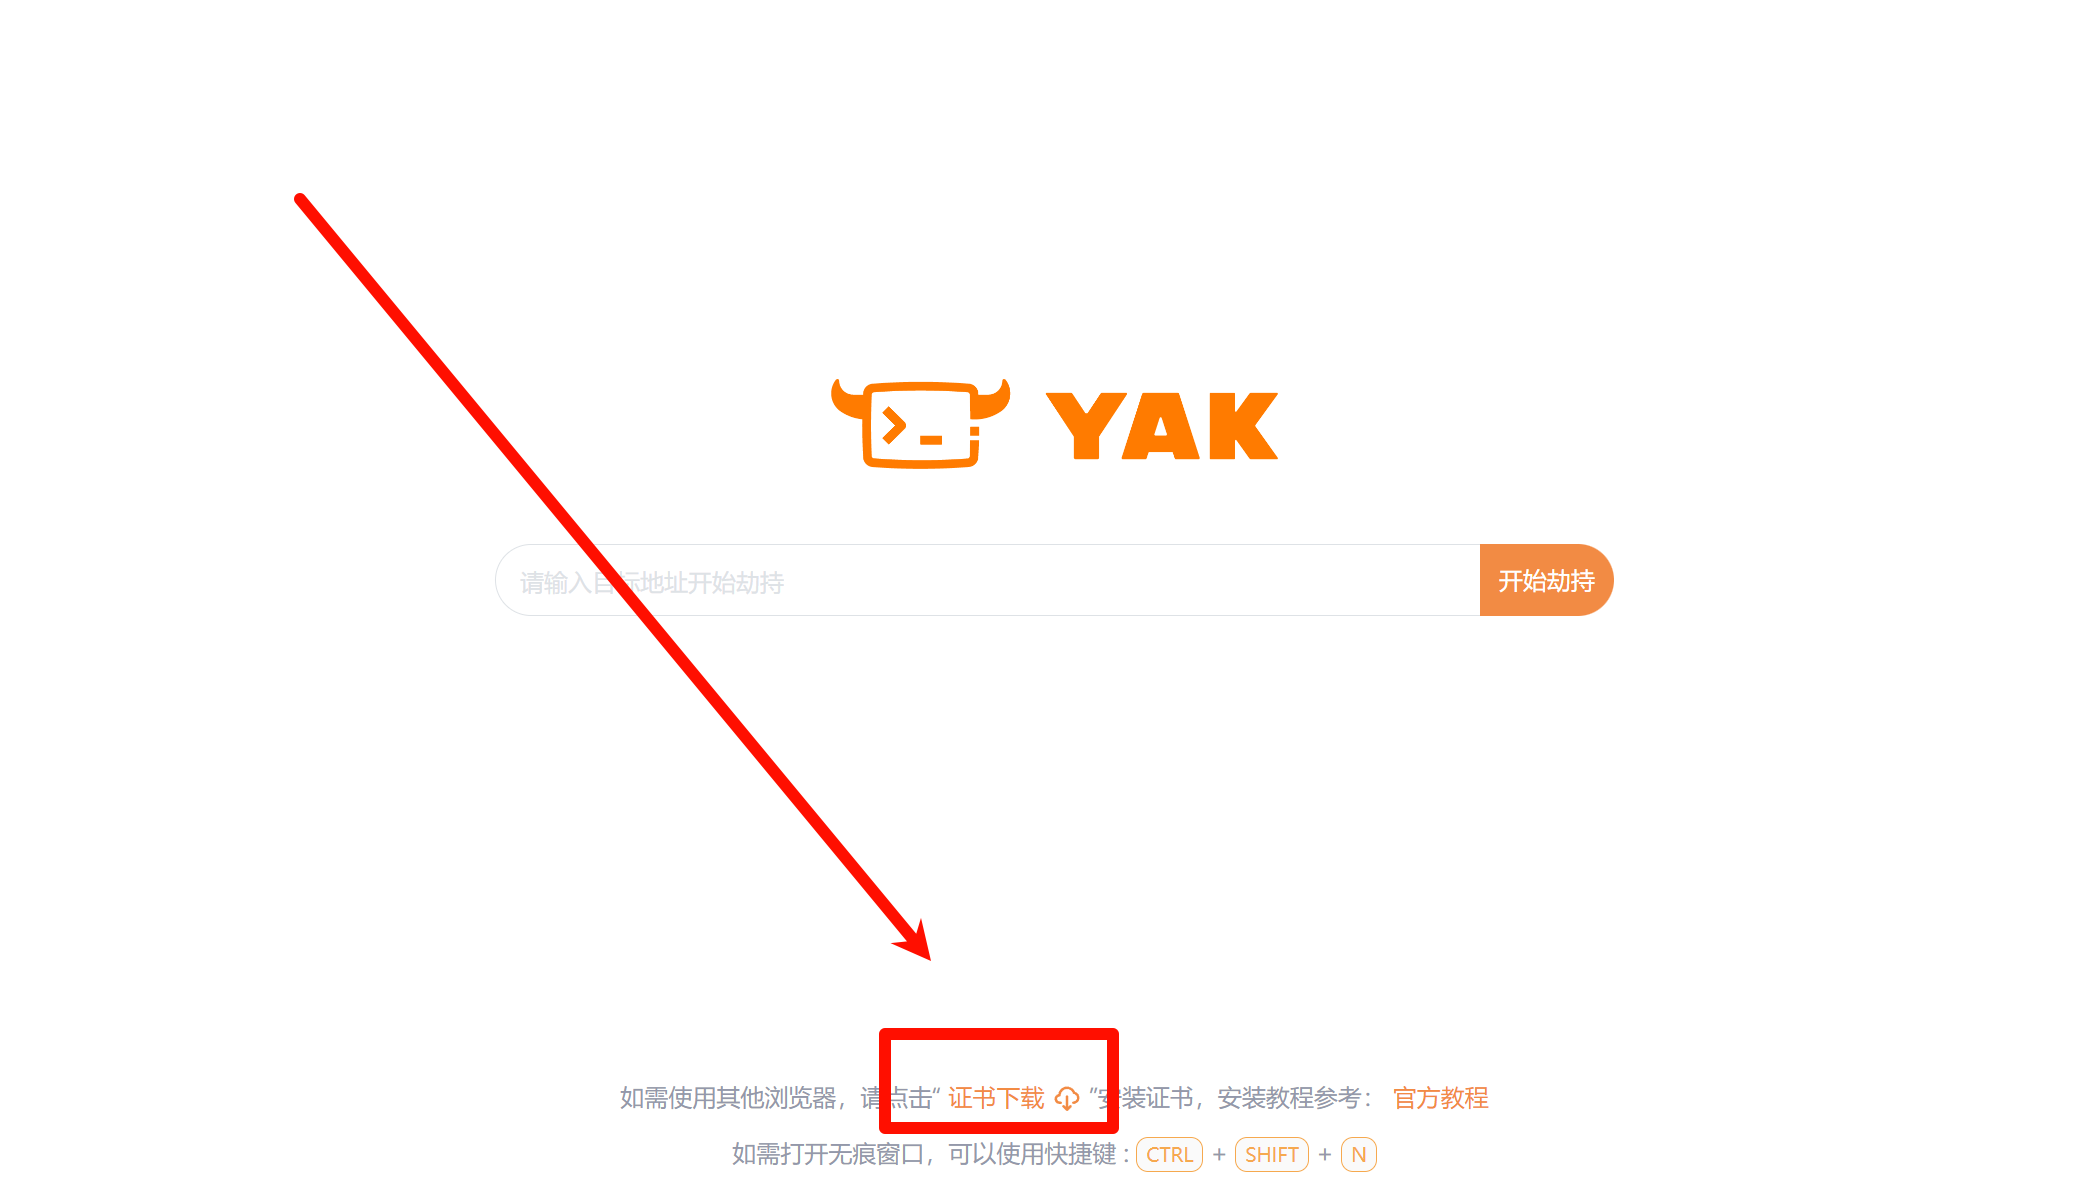 YAK
请输入目标地址开始劫持
开始劫持
如需使用其他浏览器，请点击“ 证书下载 ”安装证书，安装教程参考： 官方教程
如需打开无痕窗口，可以使用快捷键 : CTRL + SHIFT + N